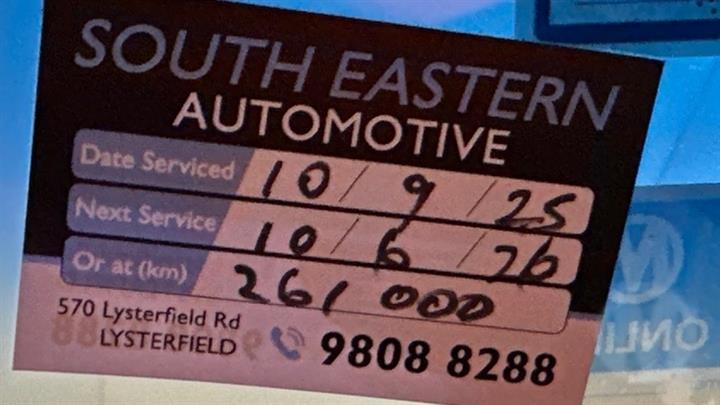 SOUTH EASTERN
AUTOMOTIVE
Date Serviced 10/9/25
Next Service 10/6/26
Or at (km) 261 000
570 Lysterfield Rd
LYSTERFIELD 9808 8288